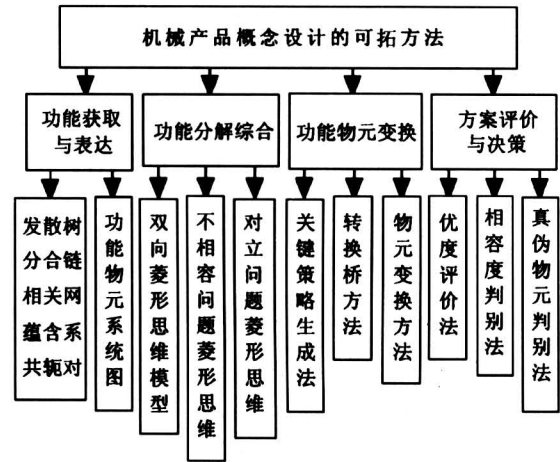 机械产品概念设计的可拓方法
功能获取
与表达
功能分解综合
功能物元变换
方案评价
与决策
发散树
分合链
相关网
蕴含系
共轭对
功能物元系统图
双向菱形思维模型
不相容问题菱形思维
对立问题菱形思维
关键策略生成法
转换桥方法
物元变换方法
优度评价法
相容度判别法
真伪物元判别法